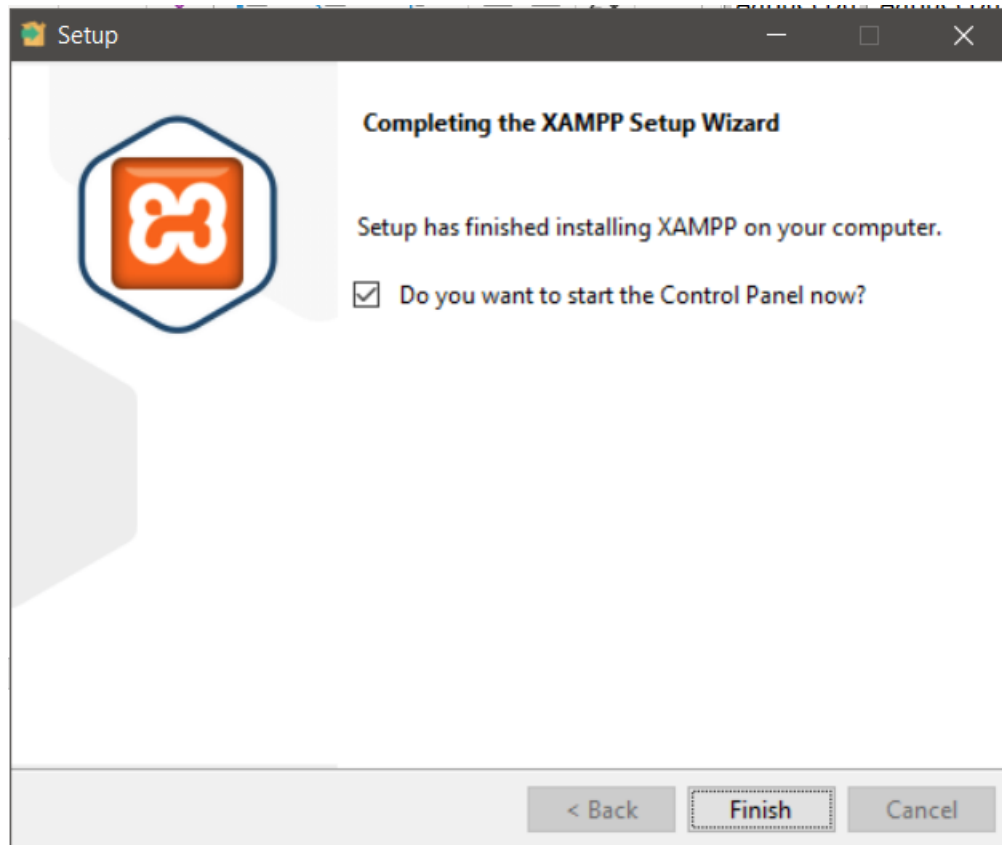 Setup
Completing the XAMPP Setup Wizard
Setup has finished installing XAMPP on your computer.
Do you want to start the Control Panel now?
< Back Finish Cancel